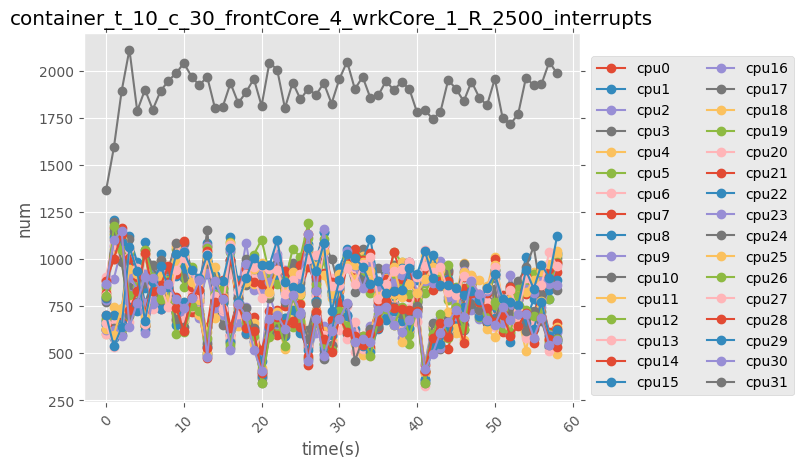 container_t_10_c_30_frontCore_4_wrkCore_1_R_2500_interrupts
2000
1750
1500
1250
1000
750
500
250
num
0
10
20
30
40
50
60
time(s)
cpu0
cpu1
cpu2
cpu3
cpu4
cpu5
cpu6
cpu7
cpu8
cpu9
cpu10
cpu11
cpu12
cpu13
cpu14
cpu15
cpu16
cpu17
cpu18
cpu19
cpu20
cpu21
cpu22
cpu23
cpu24
cpu25
cpu26
cpu27
cpu28
cpu29
cpu30
cpu31